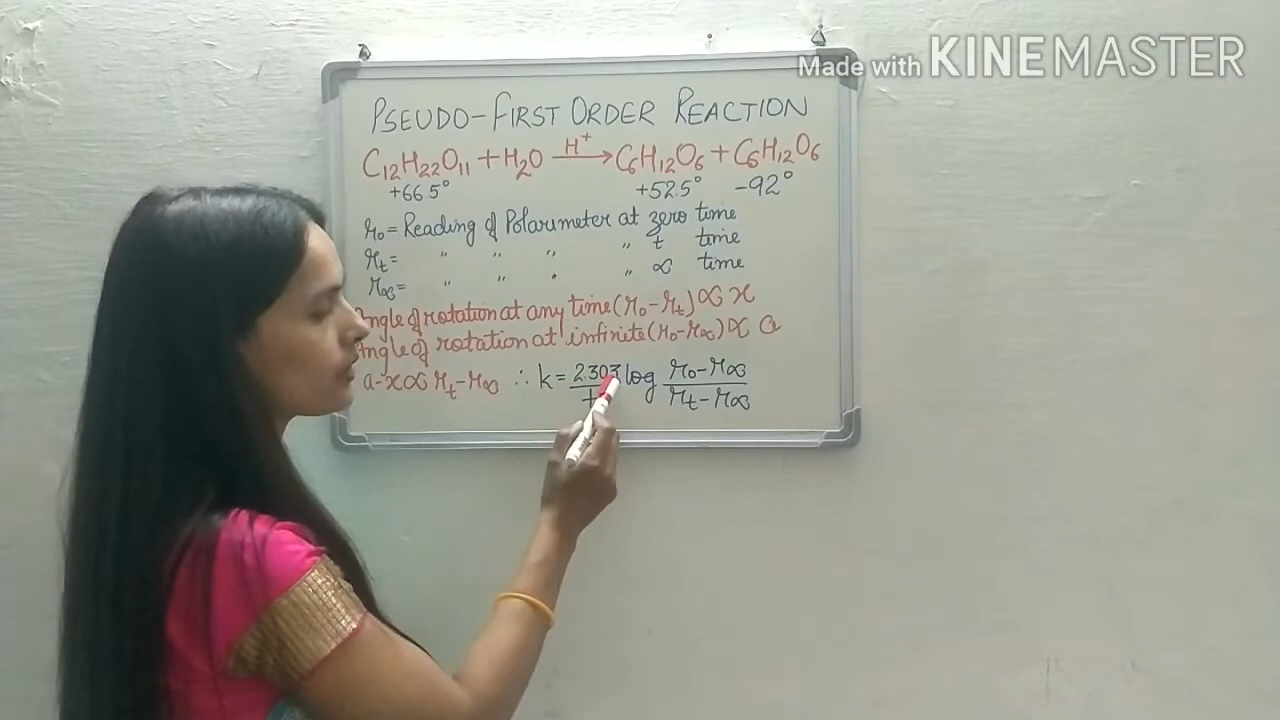 Made with KINEMASTER
PSEUDO-FIRST ORDER REACTION
C12H22O11 + H2O —H+→ C6H12O6 + C6H12O6
+66.5° +52.5° -92°
r0 = Reading of Polarimeter at zero time
rt = " " " " t time
r∞ = " " " " ∞ time
Angle of rotation at any time (r0 - rt) ∝ x
Angle of rotation at infinite (r0 - r∞) ∝ a
a-x ∝ rt - r∞ ∴ k = 2.303/t log (r0 - r∞)/(rt - r∞)